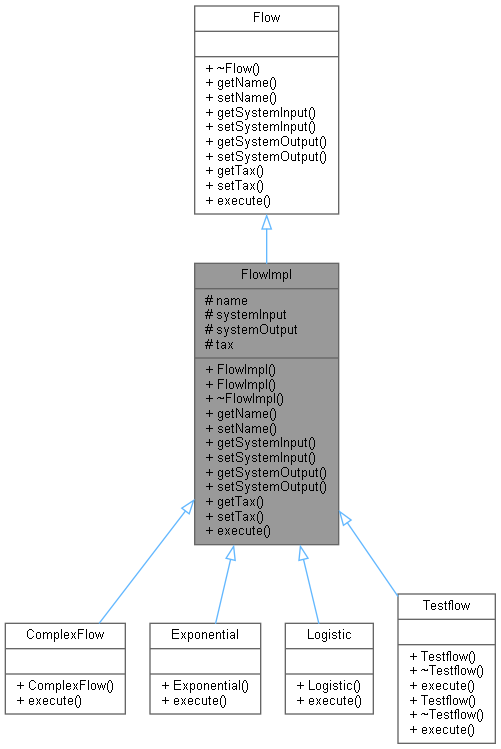 Flow
+ ~Flow()
+ getName()
+ setName()
+ getSystemInput()
+ setSystemInput()
+ getSystemOutput()
+ setSystemOutput()
+ getTax()
+ setTax()
+ execute()
FlowImpl
# name
# systemInput
# systemOutput
# tax
+ FlowImpl()
+ FlowImpl()
+ ~FlowImpl()
+ getName()
+ setName()
+ getSystemInput()
+ setSystemInput()
+ getSystemOutput()
+ setSystemOutput()
+ getTax()
+ setTax()
+ execute()
ComplexFlow
+ ComplexFlow()
+ execute()
Exponential
+ Exponential()
+ execute()
Logistic
+ Logistic()
+ execute()
Testflow
+ Testflow()
+ ~Testflow()
+ execute()
+ Testflow()
+ ~Testflow()
+ execute()